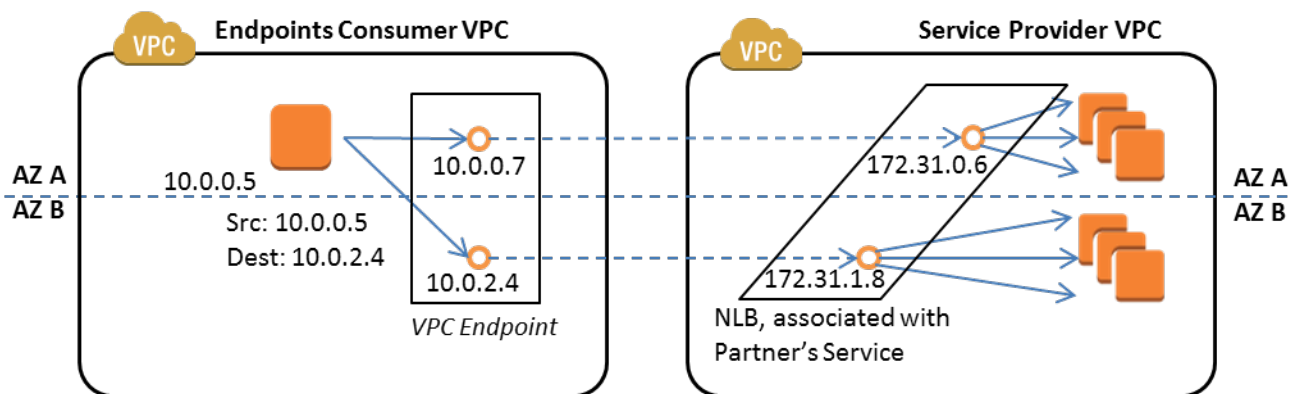 Endpoints Consumer VPC
Service Provider VPC
VPC
VPC
10.0.0.7
172.31.0.6
AZ A
10.0.0.5
AZ A
AZ B
AZ B
Src: 10.0.0.5
Dest: 10.0.2.4
10.0.2.4
172.31.1.8
VPC Endpoint
NLB, associated with
Partner’s Service